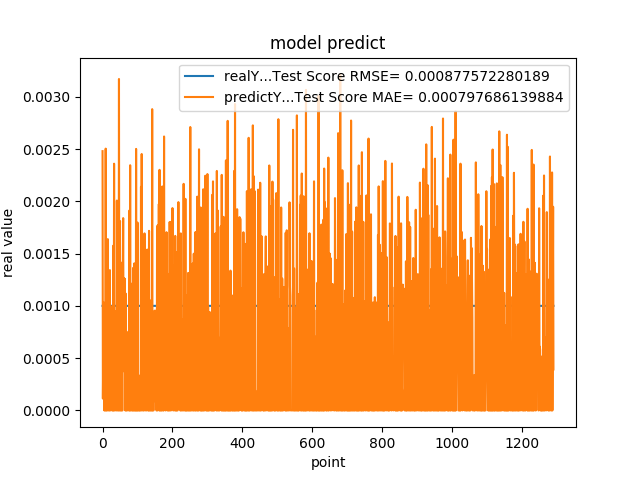 model predict
realY...Test Score RMSE= 0.000877572280189
predictY...Test Score MAE= 0.000797686139884
0.0030
0.0025
0.0020
0.0015
0.0010
0.0005
0.0000
real value
0 200 400 600 800 1000 1200
point